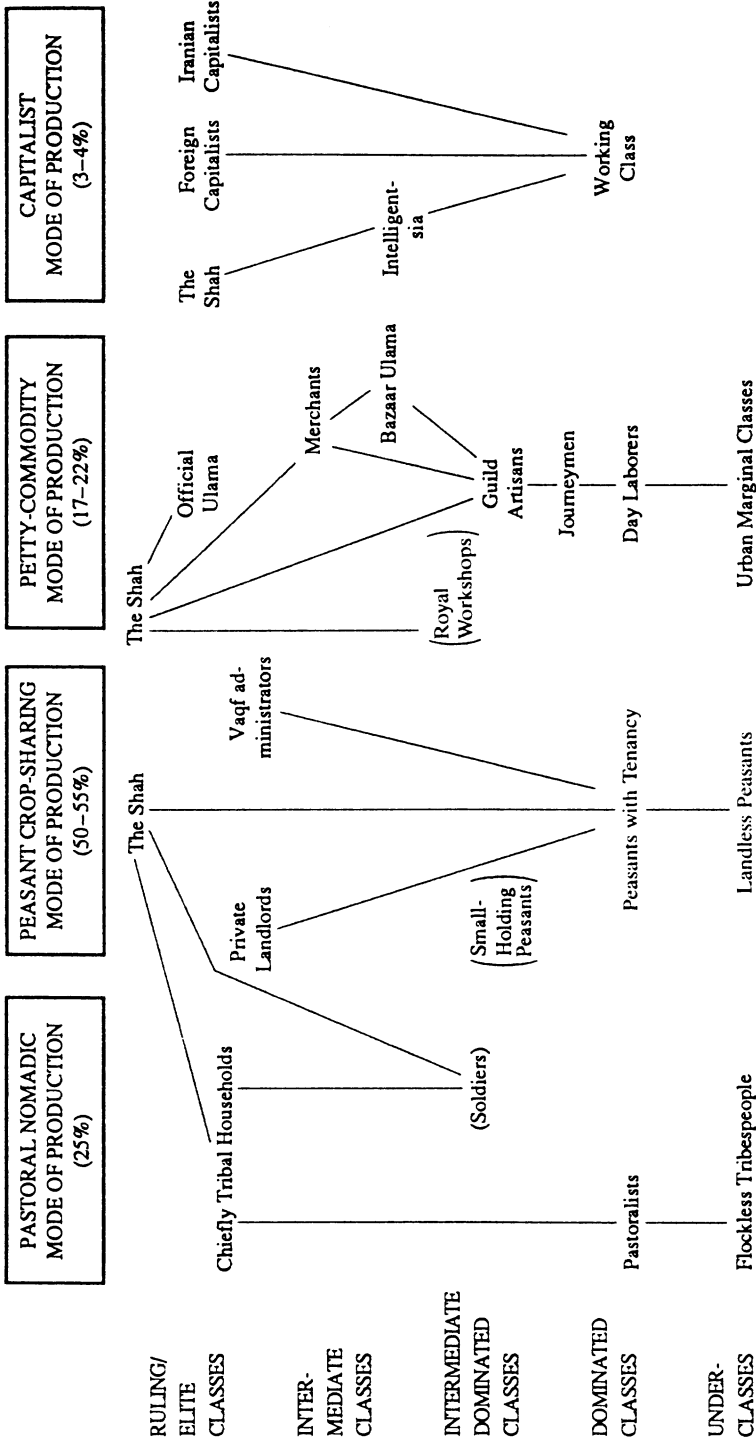 PASTORAL NOMADIC
MODE OF PRODUCTION
(25%)
PEASANT CROP-SHARING
MODE OF PRODUCTION
(50–55%)
PETTY-COMMODITY
MODE OF PRODUCTION
(17–22%)
CAPITALIST
MODE OF PRODUCTION
(3–4%)
RULING/
ELITE
CLASSES
The Shah
The Shah
Chiefly Tribal Households
Private
Landlords
Vaqf ad-
ministrators
Official
Ulama
The
Shah
Foreign
Capitalists
Iranian
Capitalists
INTER-
MEDIATE
CLASSES
Merchants
Bazaar Ulama
Intelligent-
sia
INTERMEDIATE
DOMINATED
CLASSES
(Soldiers)
(Small-
Holding
Peasants)
(Royal
Workshops)
Guild
Artisans
Journeymen
DOMINATED
CLASSES
Pastoralists
Peasants with Tenancy
Day Laborers
Working
Class
UNDER-
CLASSES
Flockless Tribespeople
Landless Peasants
Urban Marginal Classes